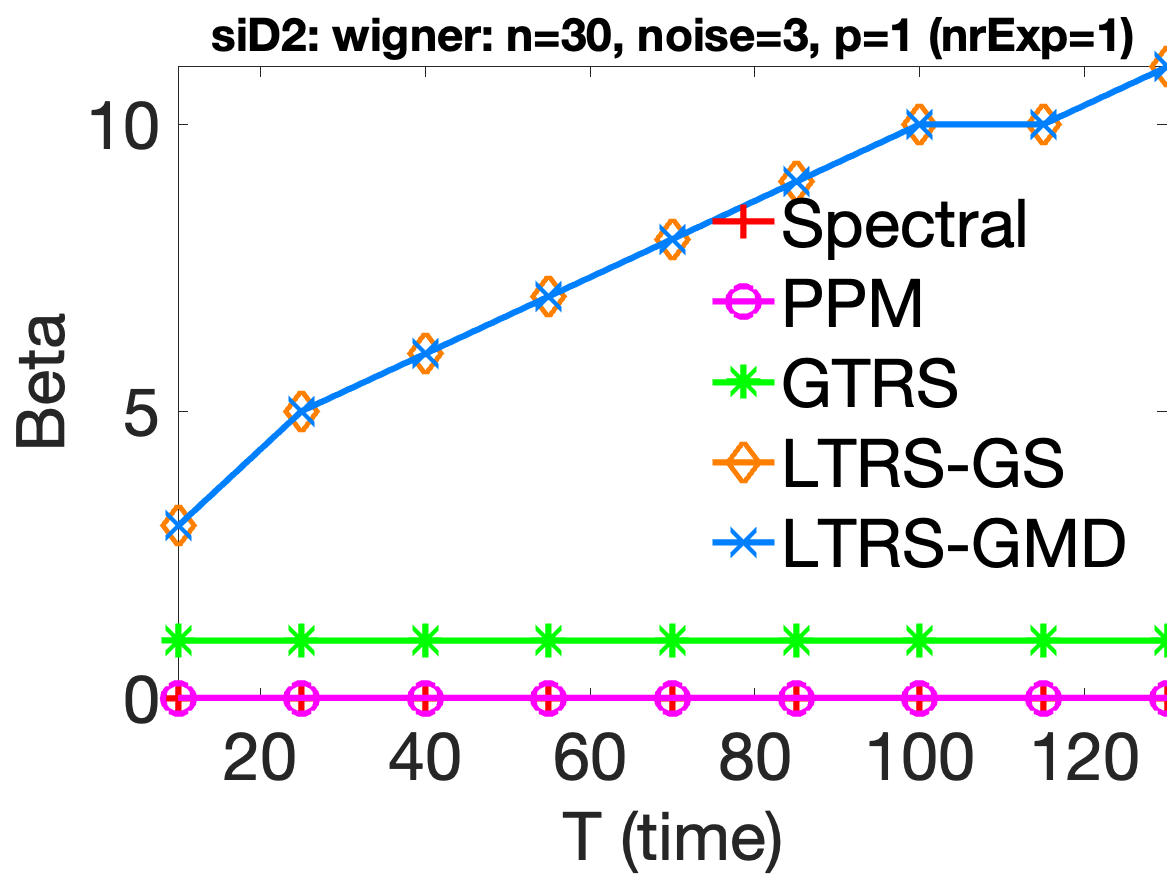 siD2: wigner: n=30, noise=3, p=1 (nrExp=1)
10
5
0
Beta
Spectral
PPM
GTRS
LTRS-GS
LTRS-GMD
20 40 60 80 100 120
T (time)